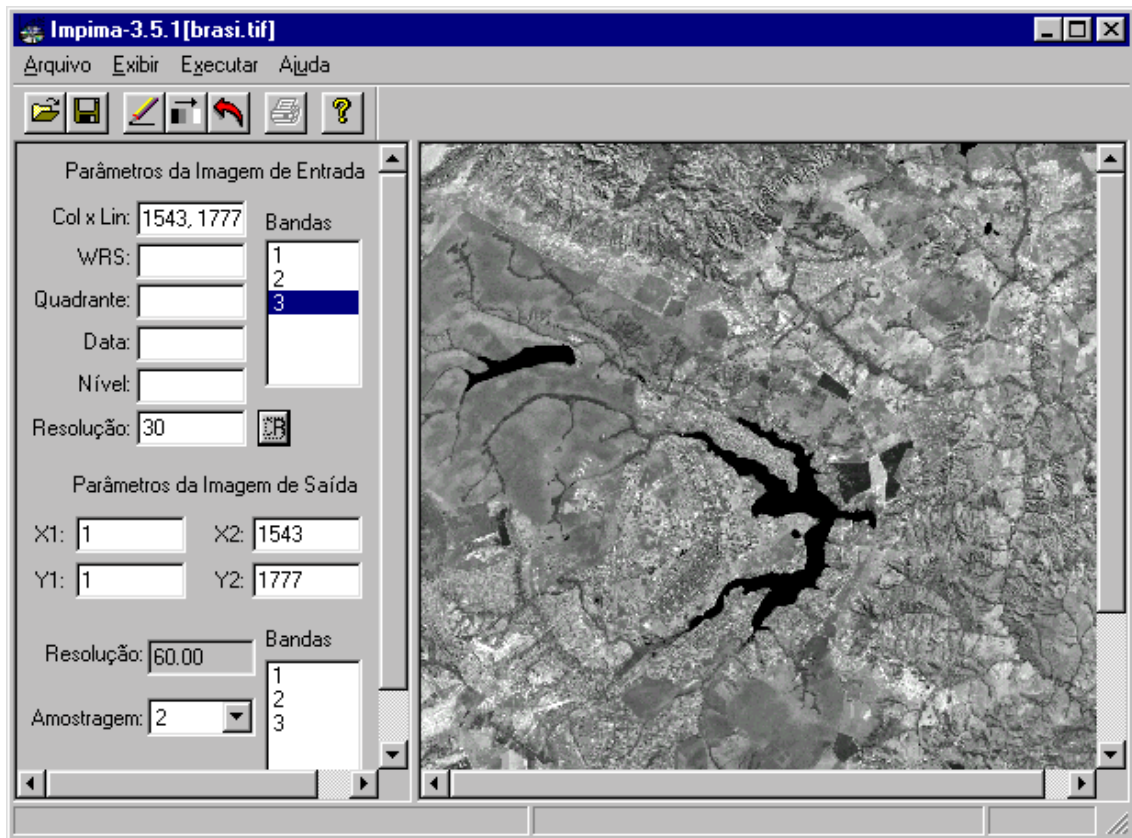 Impima-3.5.1[brasi.tif]
Arquivo Exibir Executar Ajuda
Parâmetros da Imagem de Entrada
Col x Lin: 1543, 1777
Bandas
1
2
3
WRS:
Quadrante:
Data:
Nível:
Resolução: 30
CR
Parâmetros da Imagem de Saída
X1: 1 X2: 1543
Y1: 1 Y2: 1777
Resolução: 60.00
Bandas
1
2
3
Amostragem: 2